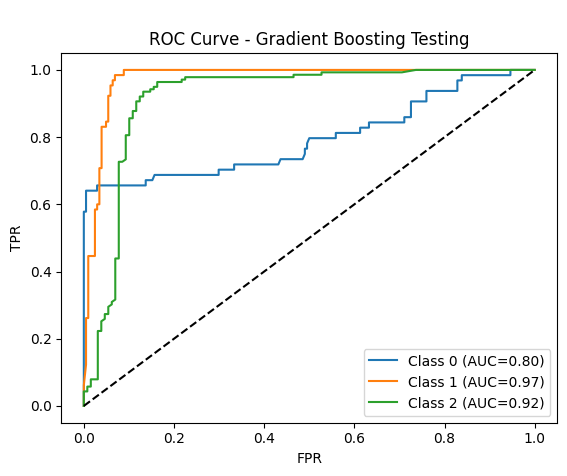 ROC Curve - Gradient Boosting Testing
1.0
0.8
0.6
0.4
0.2
0.0
TPR
Class 0 (AUC=0.80)
Class 1 (AUC=0.97)
Class 2 (AUC=0.92)
0.0 0.2 0.4 0.6 0.8 1.0
FPR